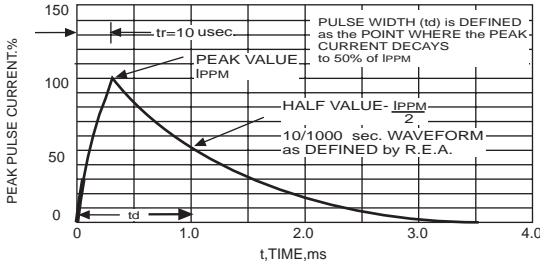 PEAK PULSE CURRENT.%
150
100
50
0
tr=10 usec.
PEAK VALUE
IPPM
PULSE WIDTH (td) is DEFINED
as the POINT WHERE the PEAK
CURRENT DECAYS
to 50% of IPPM
HALF VALUE- IPPM
2
10/1000 sec. WAVEFORM
as DEFINED by R.E.A.
td
0 1.0 2.0 3.0 4.0
t,TIME,ms